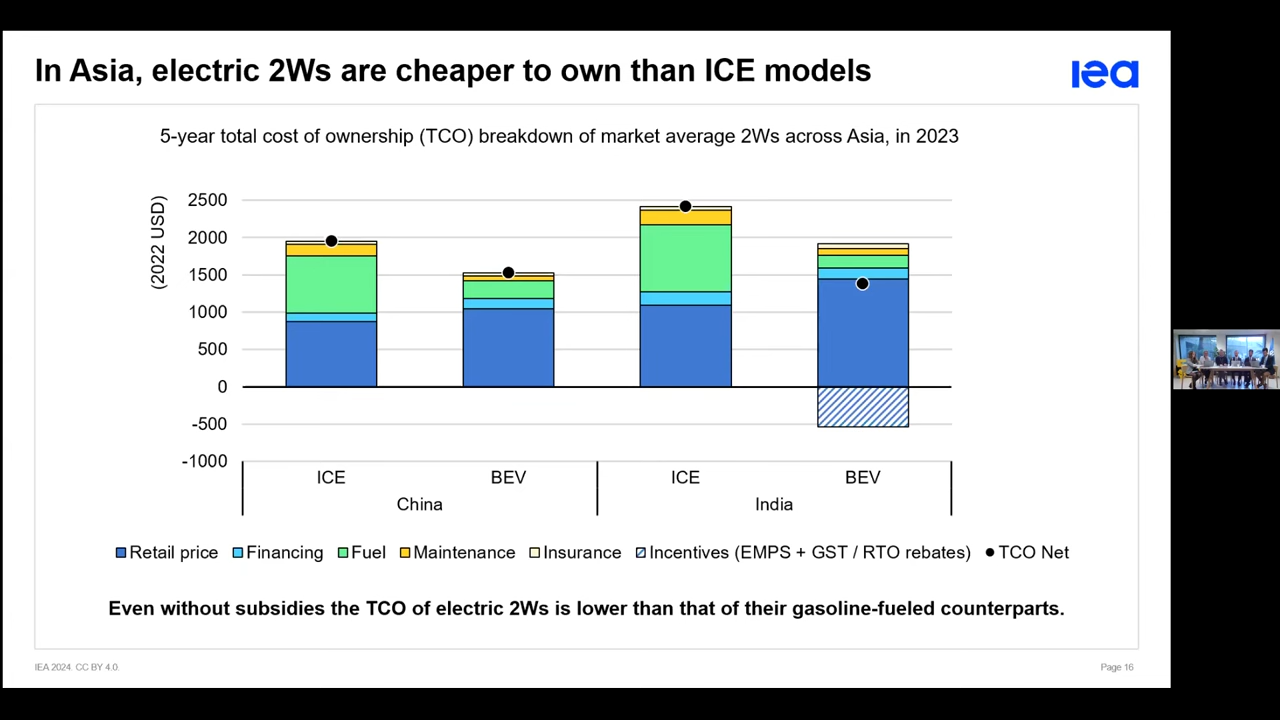 In Asia, electric 2Ws are cheaper to own than ICE models
iea
5-year total cost of ownership (TCO) breakdown of market average 2Ws across Asia, in 2023
(2022 USD)
2500
2000
1500
1000
500
0
-500
-1000
ICE BEV ICE BEV
China India
Retail price Financing Fuel Maintenance Insurance Incentives (EMPS + GST / RTO rebates) TCO Net
Even without subsidies the TCO of electric 2Ws is lower than that of their gasoline-fueled counterparts.
IEA 2024. CC BY 4.0. Page 16